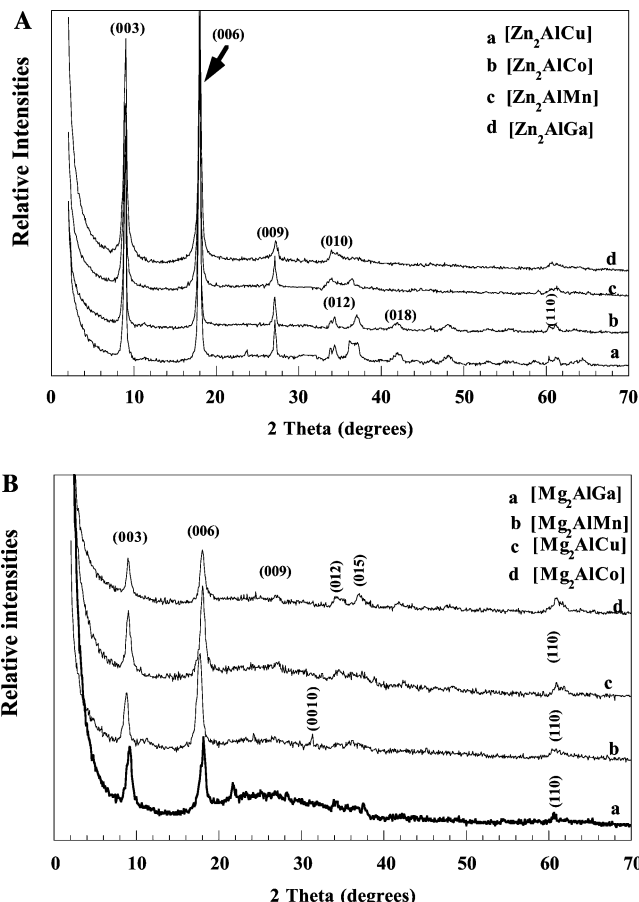 A
Relative Intensities
(003)
(006)
a [Zn2AlCu]
b [Zn2AlCo]
c [Zn2AlMn]
d [Zn2AlGa]
(009)
(010)
(012)
(018)
(110)
d
c
b
a
0 10 20 30 40 50 60 70
2 Theta (degrees)
B
Relative intensities
a [Mg2AlGa]
b [Mg2AlMn]
c [Mg2AlCu]
d [Mg2AlCo]
(003)
(006)
(009)
(012)
(015)
d
(110)
c
(0010)
(110)
b
(110)
a
0 10 20 30 40 50 60 70
2 Theta (degrees)